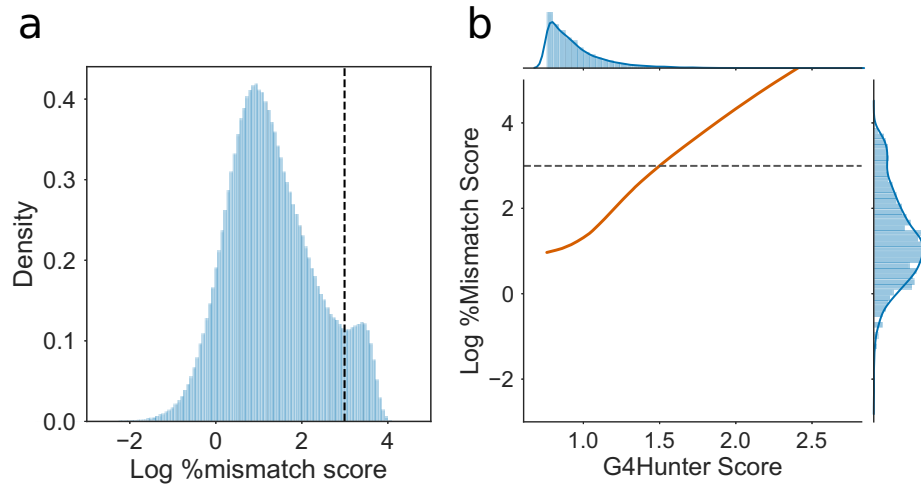 a
0.4
0.3
0.2
0.1
0.0
Density
−2
0
2
4
Log %mismatch score
b
4
2
0
−2
Log %Mismatch Score
1.0
1.5
2.0
2.5
G4Hunter Score